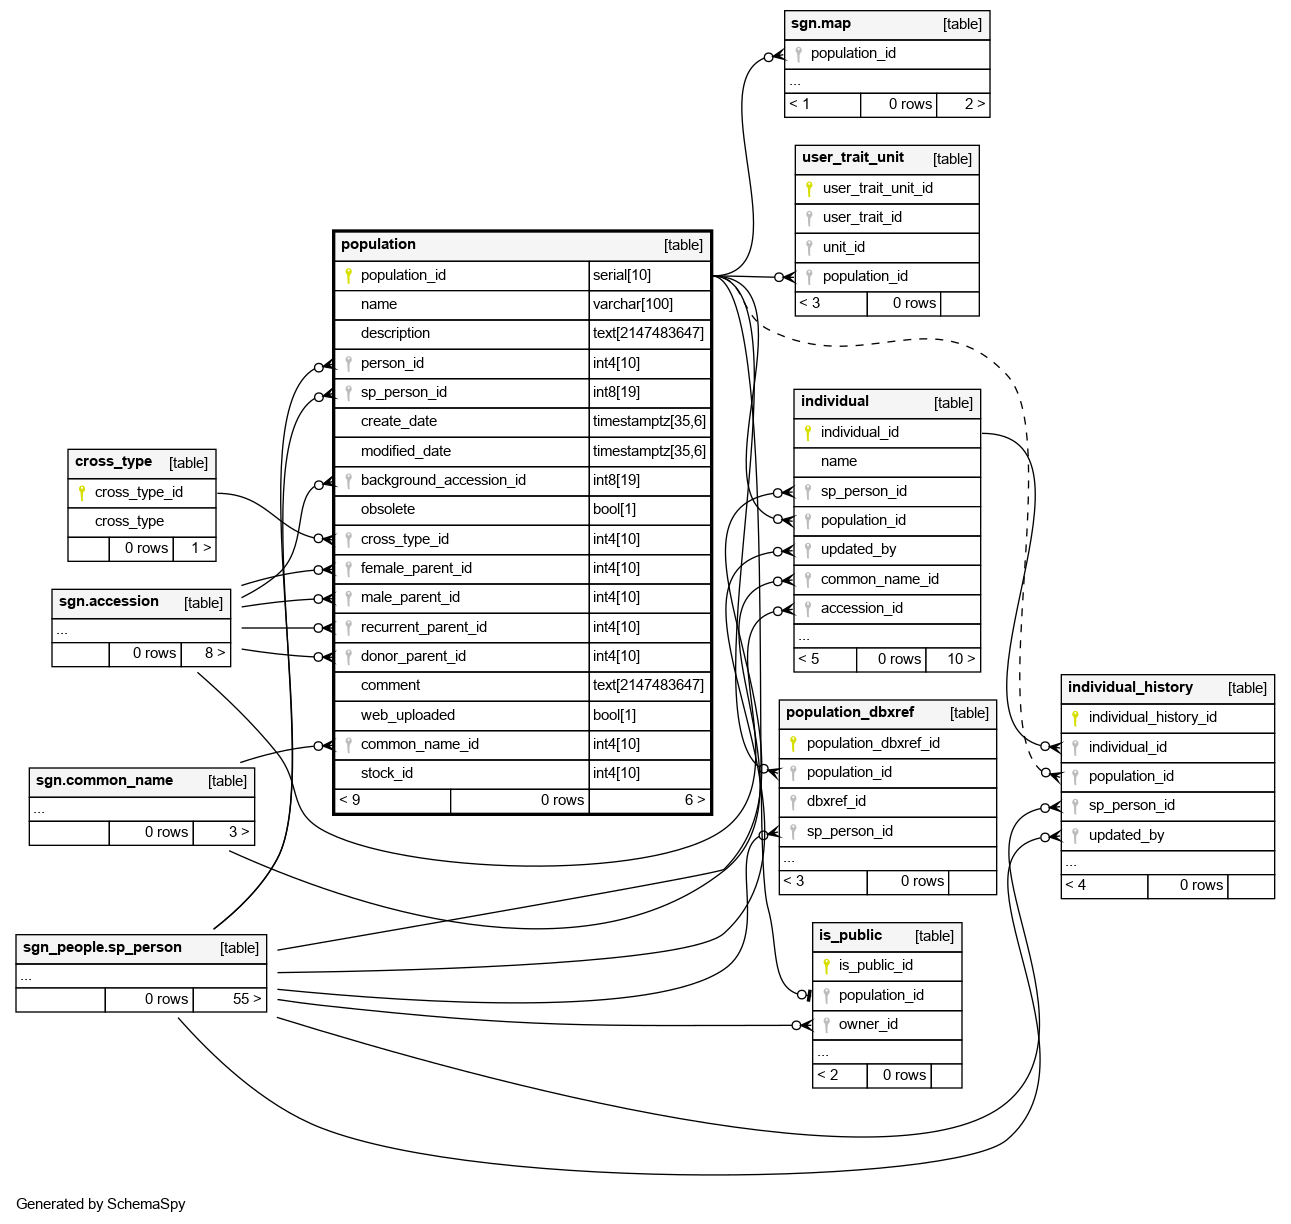 sgn.map [table]
population_id
...
< 1 0 rows 2 >
user_trait_unit [table]
user_trait_unit_id
user_trait_id
unit_id
population_id
< 3 0 rows
population [table]
population_id serial[10]
name varchar[100]
description text[2147483647]
person_id int4[10]
sp_person_id int8[19]
create_date timestamptz[35,6]
modified_date timestamptz[35,6]
background_accession_id int8[19]
obsolete bool[1]
cross_type_id int4[10]
female_parent_id int4[10]
male_parent_id int4[10]
recurrent_parent_id int4[10]
donor_parent_id int4[10]
comment text[2147483647]
web_uploaded bool[1]
common_name_id int4[10]
stock_id int4[10]
< 9 0 rows 6 >
individual [table]
individual_id
name
sp_person_id
population_id
updated_by
common_name_id
accession_id
...
< 5 0 rows 10 >
cross_type [table]
cross_type_id
cross_type
0 rows 1 >
sgn.accession [table]
...
0 rows 8 >
individual_history [table]
individual_history_id
individual_id
population_id
sp_person_id
updated_by
...
< 4 0 rows
population_dbxref [table]
population_dbxref_id
population_id
dbxref_id
sp_person_id
...
< 3 0 rows
sgn.common_name [table]
...
0 rows 3 >
is_public [table]
is_public_id
population_id
owner_id
...
< 2 0 rows
sgn_people.sp_person [table]
...
0 rows 55 >
Generated by SchemaSpy